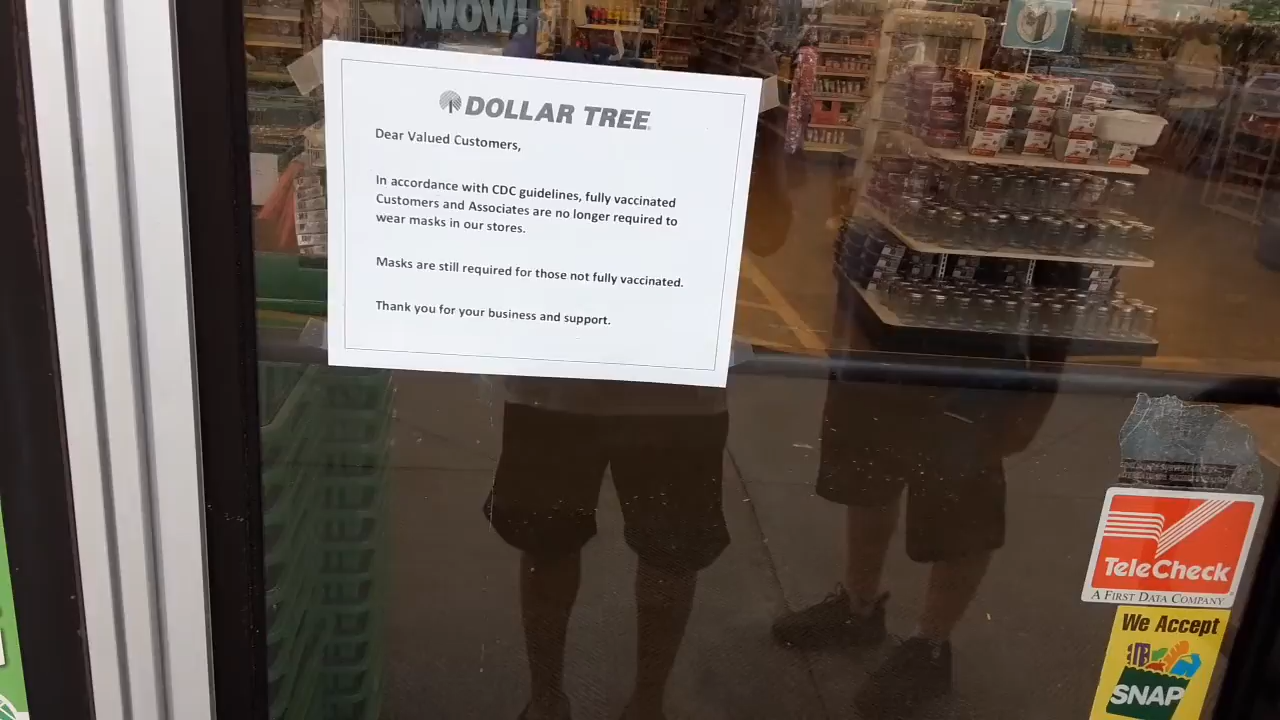 WOW!
DOLLAR TREE
Dear Valued Customers,
In accordance with CDC guidelines, fully vaccinated
Customers and Associates are no longer required to
wear masks in our stores.
Masks are still required for those not fully vaccinated.
Thank you for your business and support.
TeleCheck
A FIRST DATA COMPANY
We Accept
SNAP